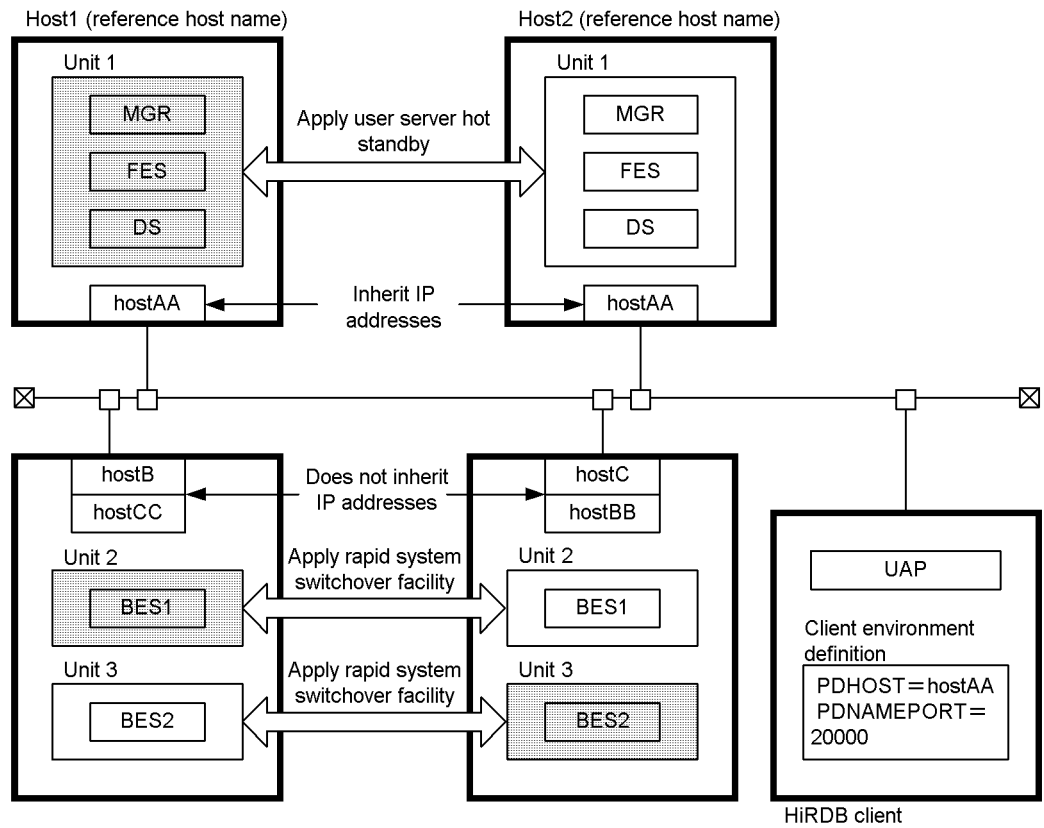 Host1 (reference host name)
Host2 (reference host name)
Unit 1
MGR
FES
DS
hostAA
Apply user server hot
standby
Inherit IP
addresses
Unit 1
MGR
FES
DS
hostAA
hostB
hostCC
Does not inherit
IP addresses
hostC
hostBB
Unit 2
BES1
Apply rapid system
switchover facility
Unit 2
BES1
Unit 3
BES2
Apply rapid system
switchover facility
Unit 3
BES2
UAP
Client environment
definition
PDHOST=hostAA
PDNAMEPORT=
20000
HiRDB client